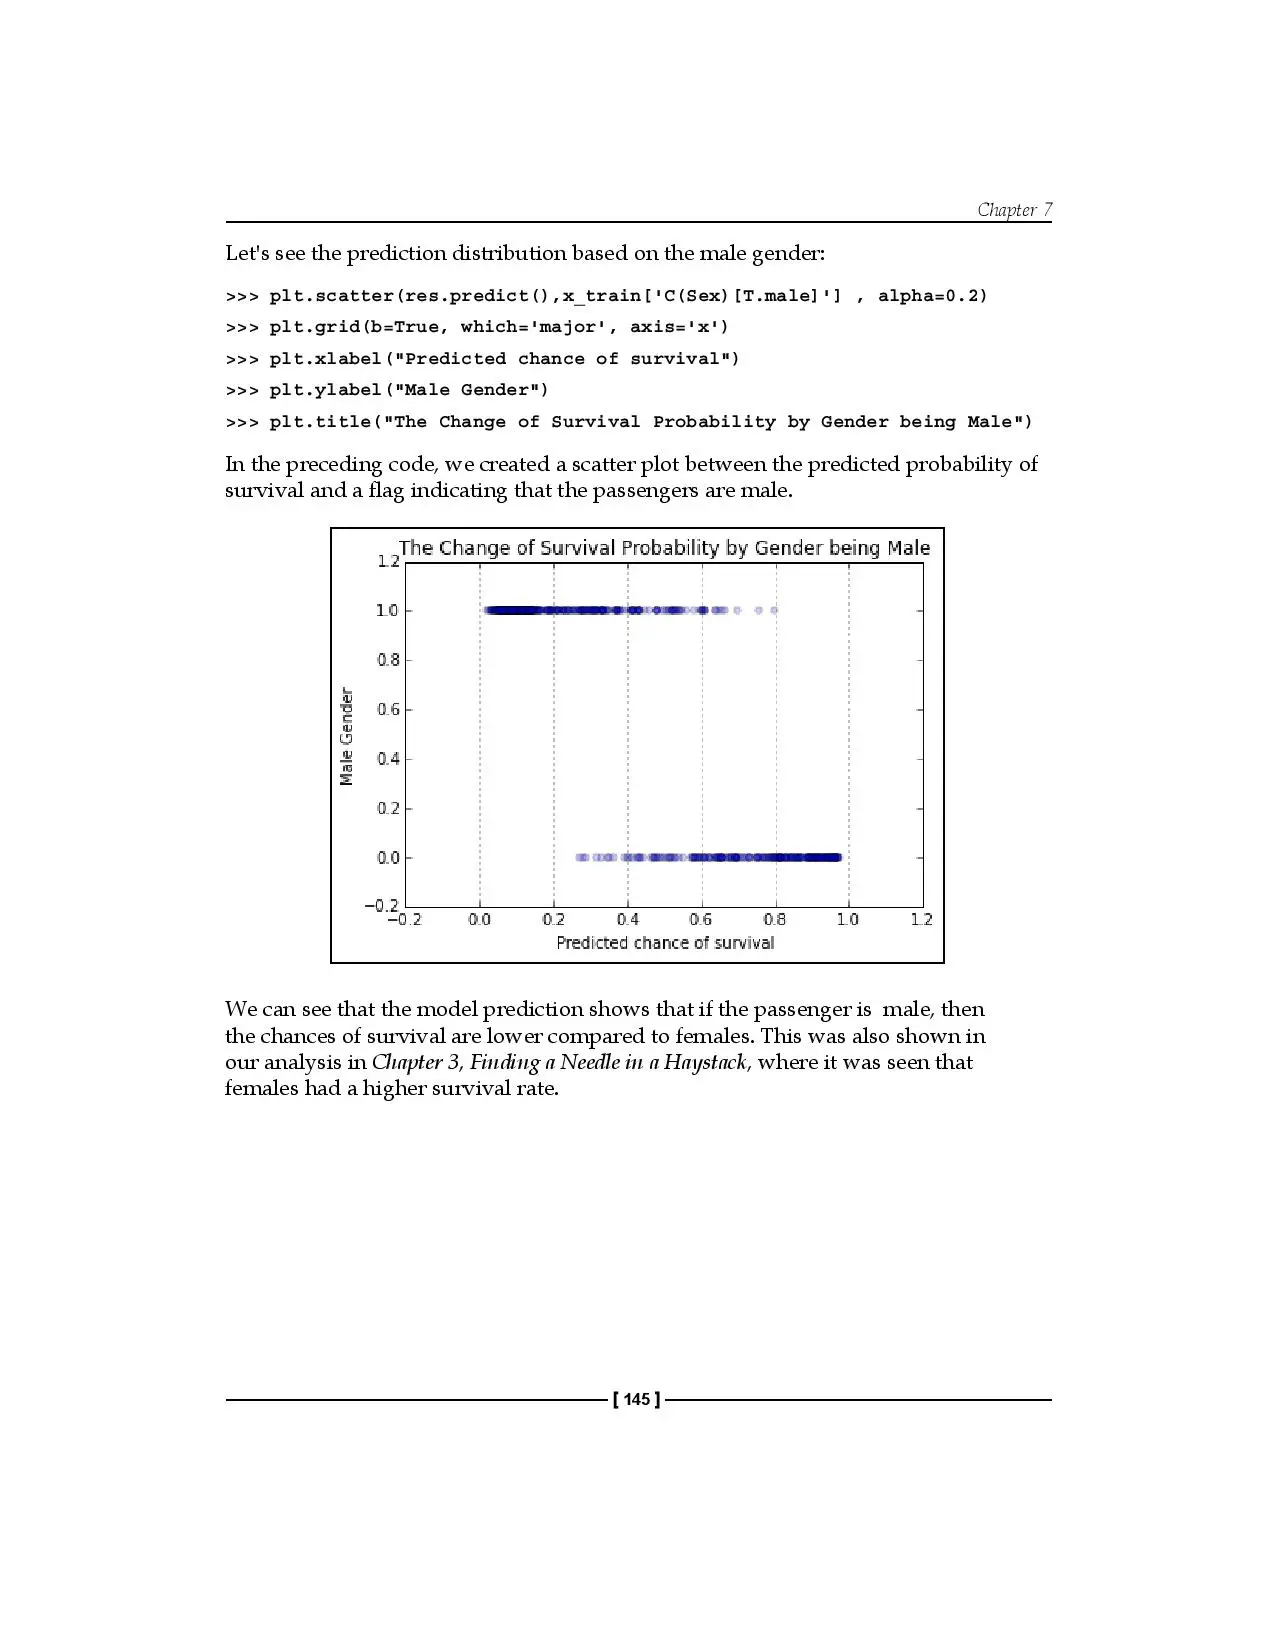 Chapter 7
Let's see the prediction distribution based on the male gender:
>>> plt.scatter(res.predict(),x_train['C(Sex)[T.male]'] , alpha=0.2)
>>> plt.grid(b=True, which='major', axis='x')
>>> plt.xlabel("Predicted chance of survival")
>>> plt.ylabel("Male Gender")
>>> plt.title("The Change of Survival Probability by Gender being Male")
In the preceding code, we created a scatter plot between the predicted probability of
survival and a flag indicating that the passengers are male.
The Change of Survival Probability by Gender being Male
1.2
1.0
0.8
0.6
0.4
0.2
0.0
−0.2
Male Gender
−0.2 0.0 0.2 0.4 0.6 0.8 1.0 1.2
Predicted chance of survival
We can see that the model prediction shows that if the passenger is  male, then
the chances of survival are lower compared to females. This was also shown in
our analysis in Chapter 3, Finding a Needle in a Haystack, where it was seen that
females had a higher survival rate.
[ 145 ]